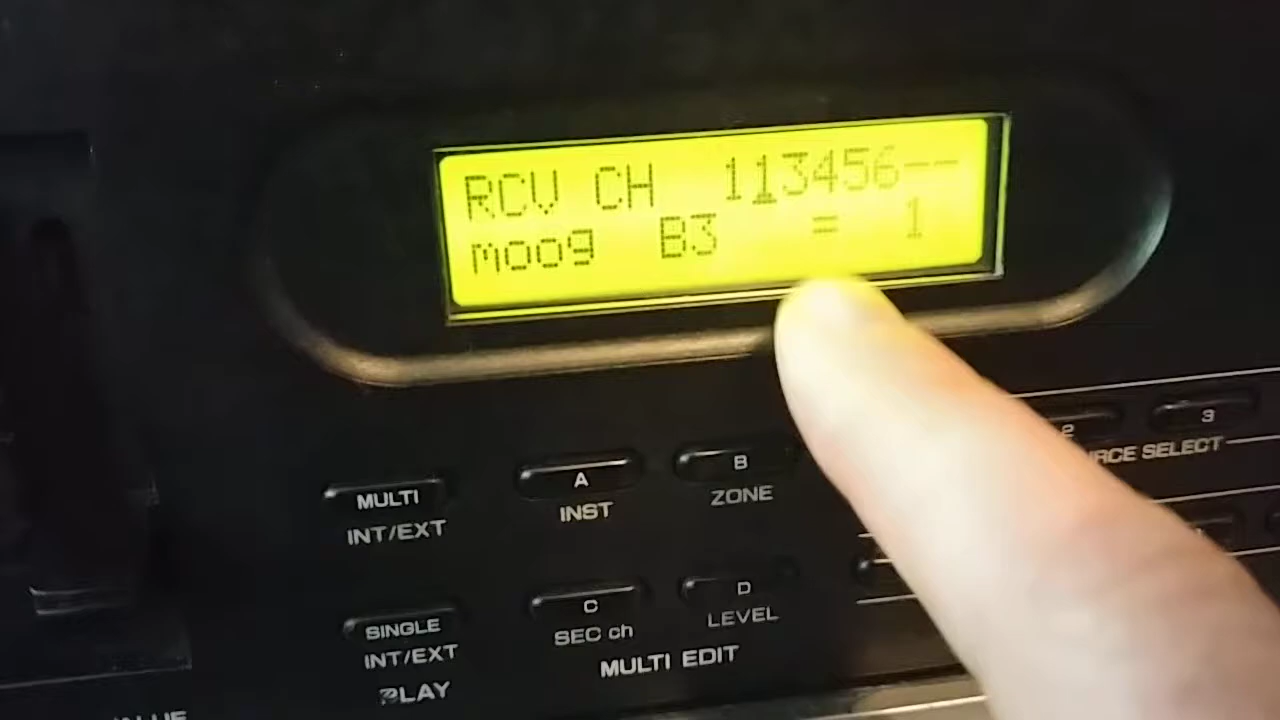 RCV CH 113456--
moog B3 = 1
2 3
A B
MULTI
INST ZONE
INT/EXT
C D
SINGLE SEC ch LEVEL
INT/EXT MULTI EDIT
PLAY
SELECT